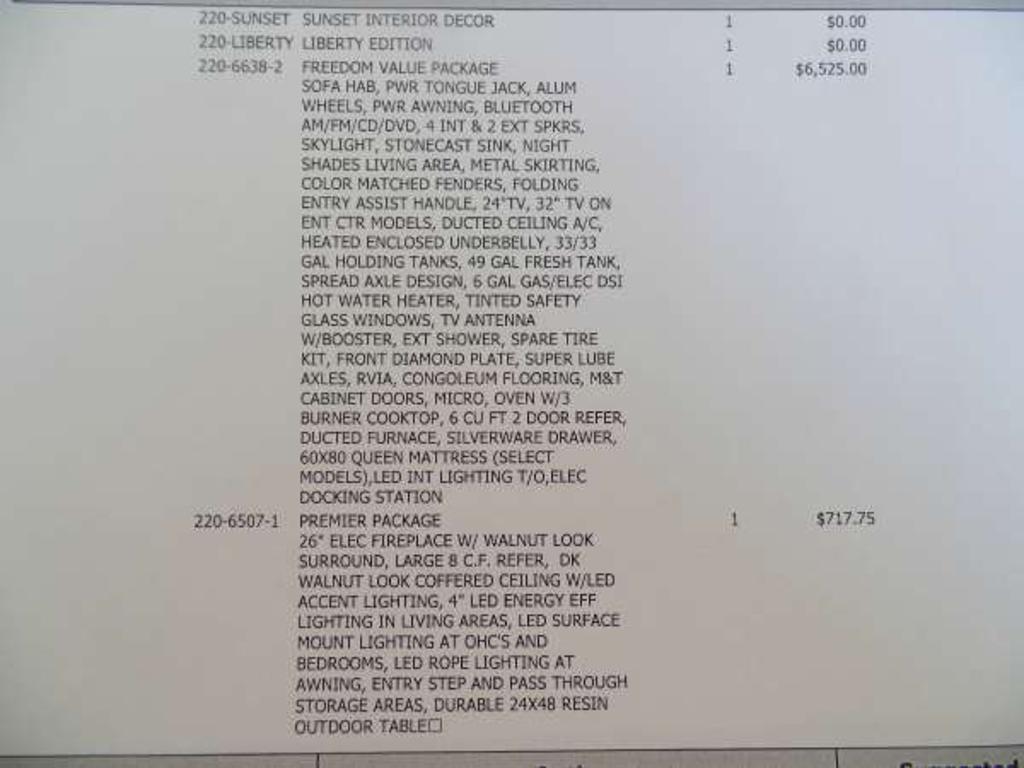 220-SUNSET SUNSET INTERIOR DECOR 1 $0.00
220-LIBERTY LIBERTY EDITION 1 $0.00
220-6638-2 FREEDOM VALUE PACKAGE 1 $6,525.00
SOFA HAB, PWR TONGUE JACK, ALUM
WHEELS, PWR AWNING, BLUETOOTH
AM/FM/CD/DVD, 4 INT & 2 EXT SPKRS,
SKYLIGHT, STONECAST SINK, NIGHT
SHADES LIVING AREA, METAL SKIRTING,
COLOR MATCHED FENDERS, FOLDING
ENTRY ASSIST HANDLE, 24"TV, 32" TV ON
ENT CTR MODELS, DUCTED CEILING A/C,
HEATED ENCLOSED UNDERBELLY, 33/33
GAL HOLDING TANKS, 49 GAL FRESH TANK,
SPREAD AXLE DESIGN, 6 GAL GAS/ELEC DSI
HOT WATER HEATER, TINTED SAFETY
GLASS WINDOWS, TV ANTENNA
W/BOOSTER, EXT SHOWER, SPARE TIRE
KIT, FRONT DIAMOND PLATE, SUPER LUBE
AXLES, RVIA, CONGOLEUM FLOORING, M&T
CABINET DOORS, MICRO, OVEN W/3
BURNER COOKTOP, 6 CU FT 2 DOOR REFER,
DUCTED FURNACE, SILVERWARE DRAWER,
60X80 QUEEN MATTRESS (SELECT
MODELS),LED INT LIGHTING T/O,ELEC
DOCKING STATION
220-6507-1 PREMIER PACKAGE 1 $717.75
26" ELEC FIREPLACE W/ WALNUT LOOK
SURROUND, LARGE 8 C.F. REFER, DK
WALNUT LOOK COFFERED CEILING W/LED
ACCENT LIGHTING, 4" LED ENERGY EFF
LIGHTING IN LIVING AREAS, LED SURFACE
MOUNT LIGHTING AT OHC'S AND
BEDROOMS, LED ROPE LIGHTING AT
AWNING, ENTRY STEP AND PASS THROUGH
STORAGE AREAS, DURABLE 24X48 RESIN
OUTDOOR TABLE□
Suggested